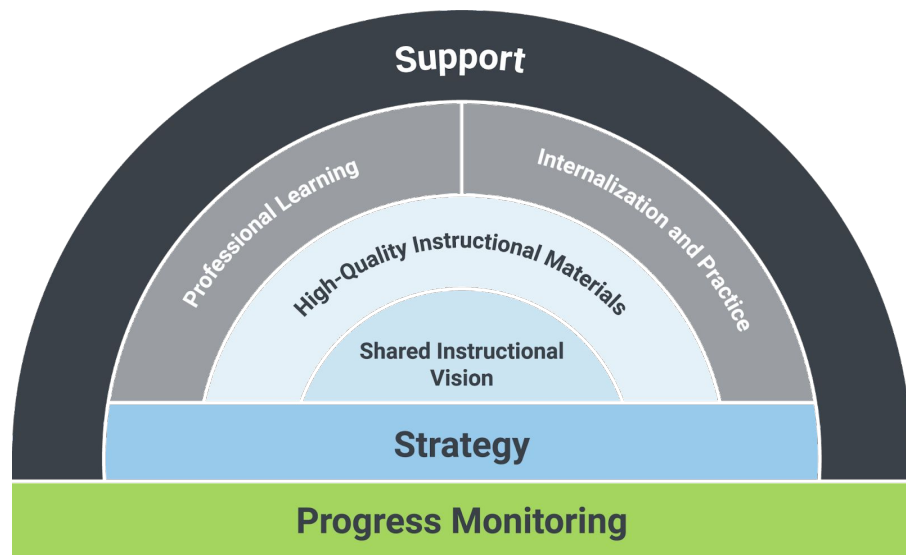 Support
Professional Learning
Internalization and Practice
High-Quality Instructional Materials
Shared Instructional
Vision
Strategy
Progress Monitoring